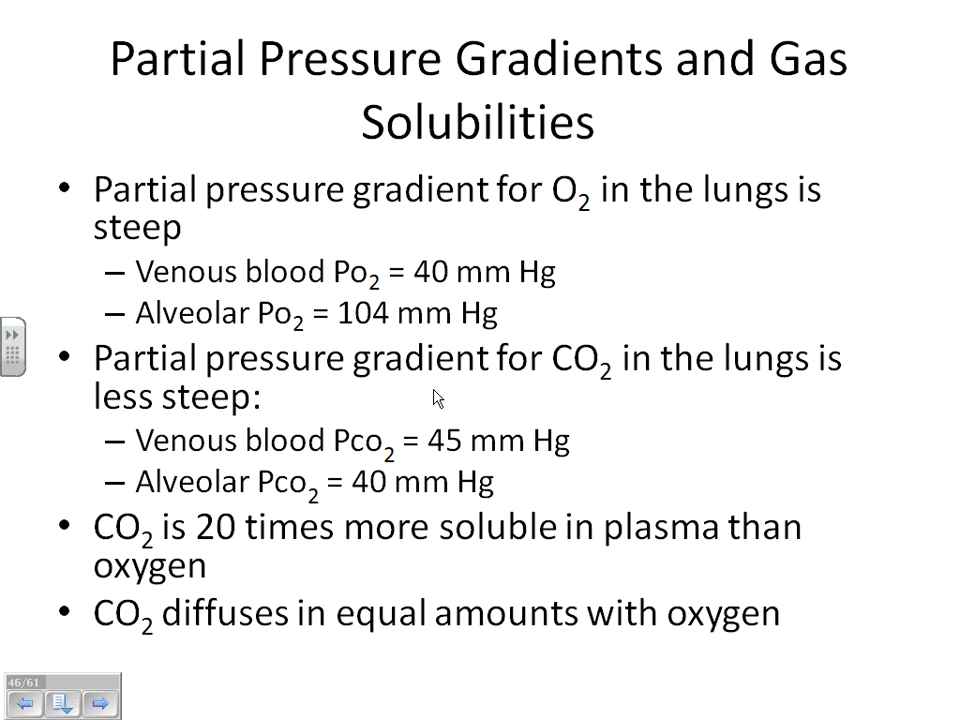 Partial Pressure Gradients and Gas
Solubilities
• Partial pressure gradient for O₂ in the lungs is
steep
– Venous blood Po₂ = 40 mm Hg
– Alveolar Po₂ = 104 mm Hg
• Partial pressure gradient for CO₂ in the lungs is
less steep:
– Venous blood Pco₂ = 45 mm Hg
– Alveolar Pco₂ = 40 mm Hg
• CO₂ is 20 times more soluble in plasma than
oxygen
• CO₂ diffuses in equal amounts with oxygen
46/61